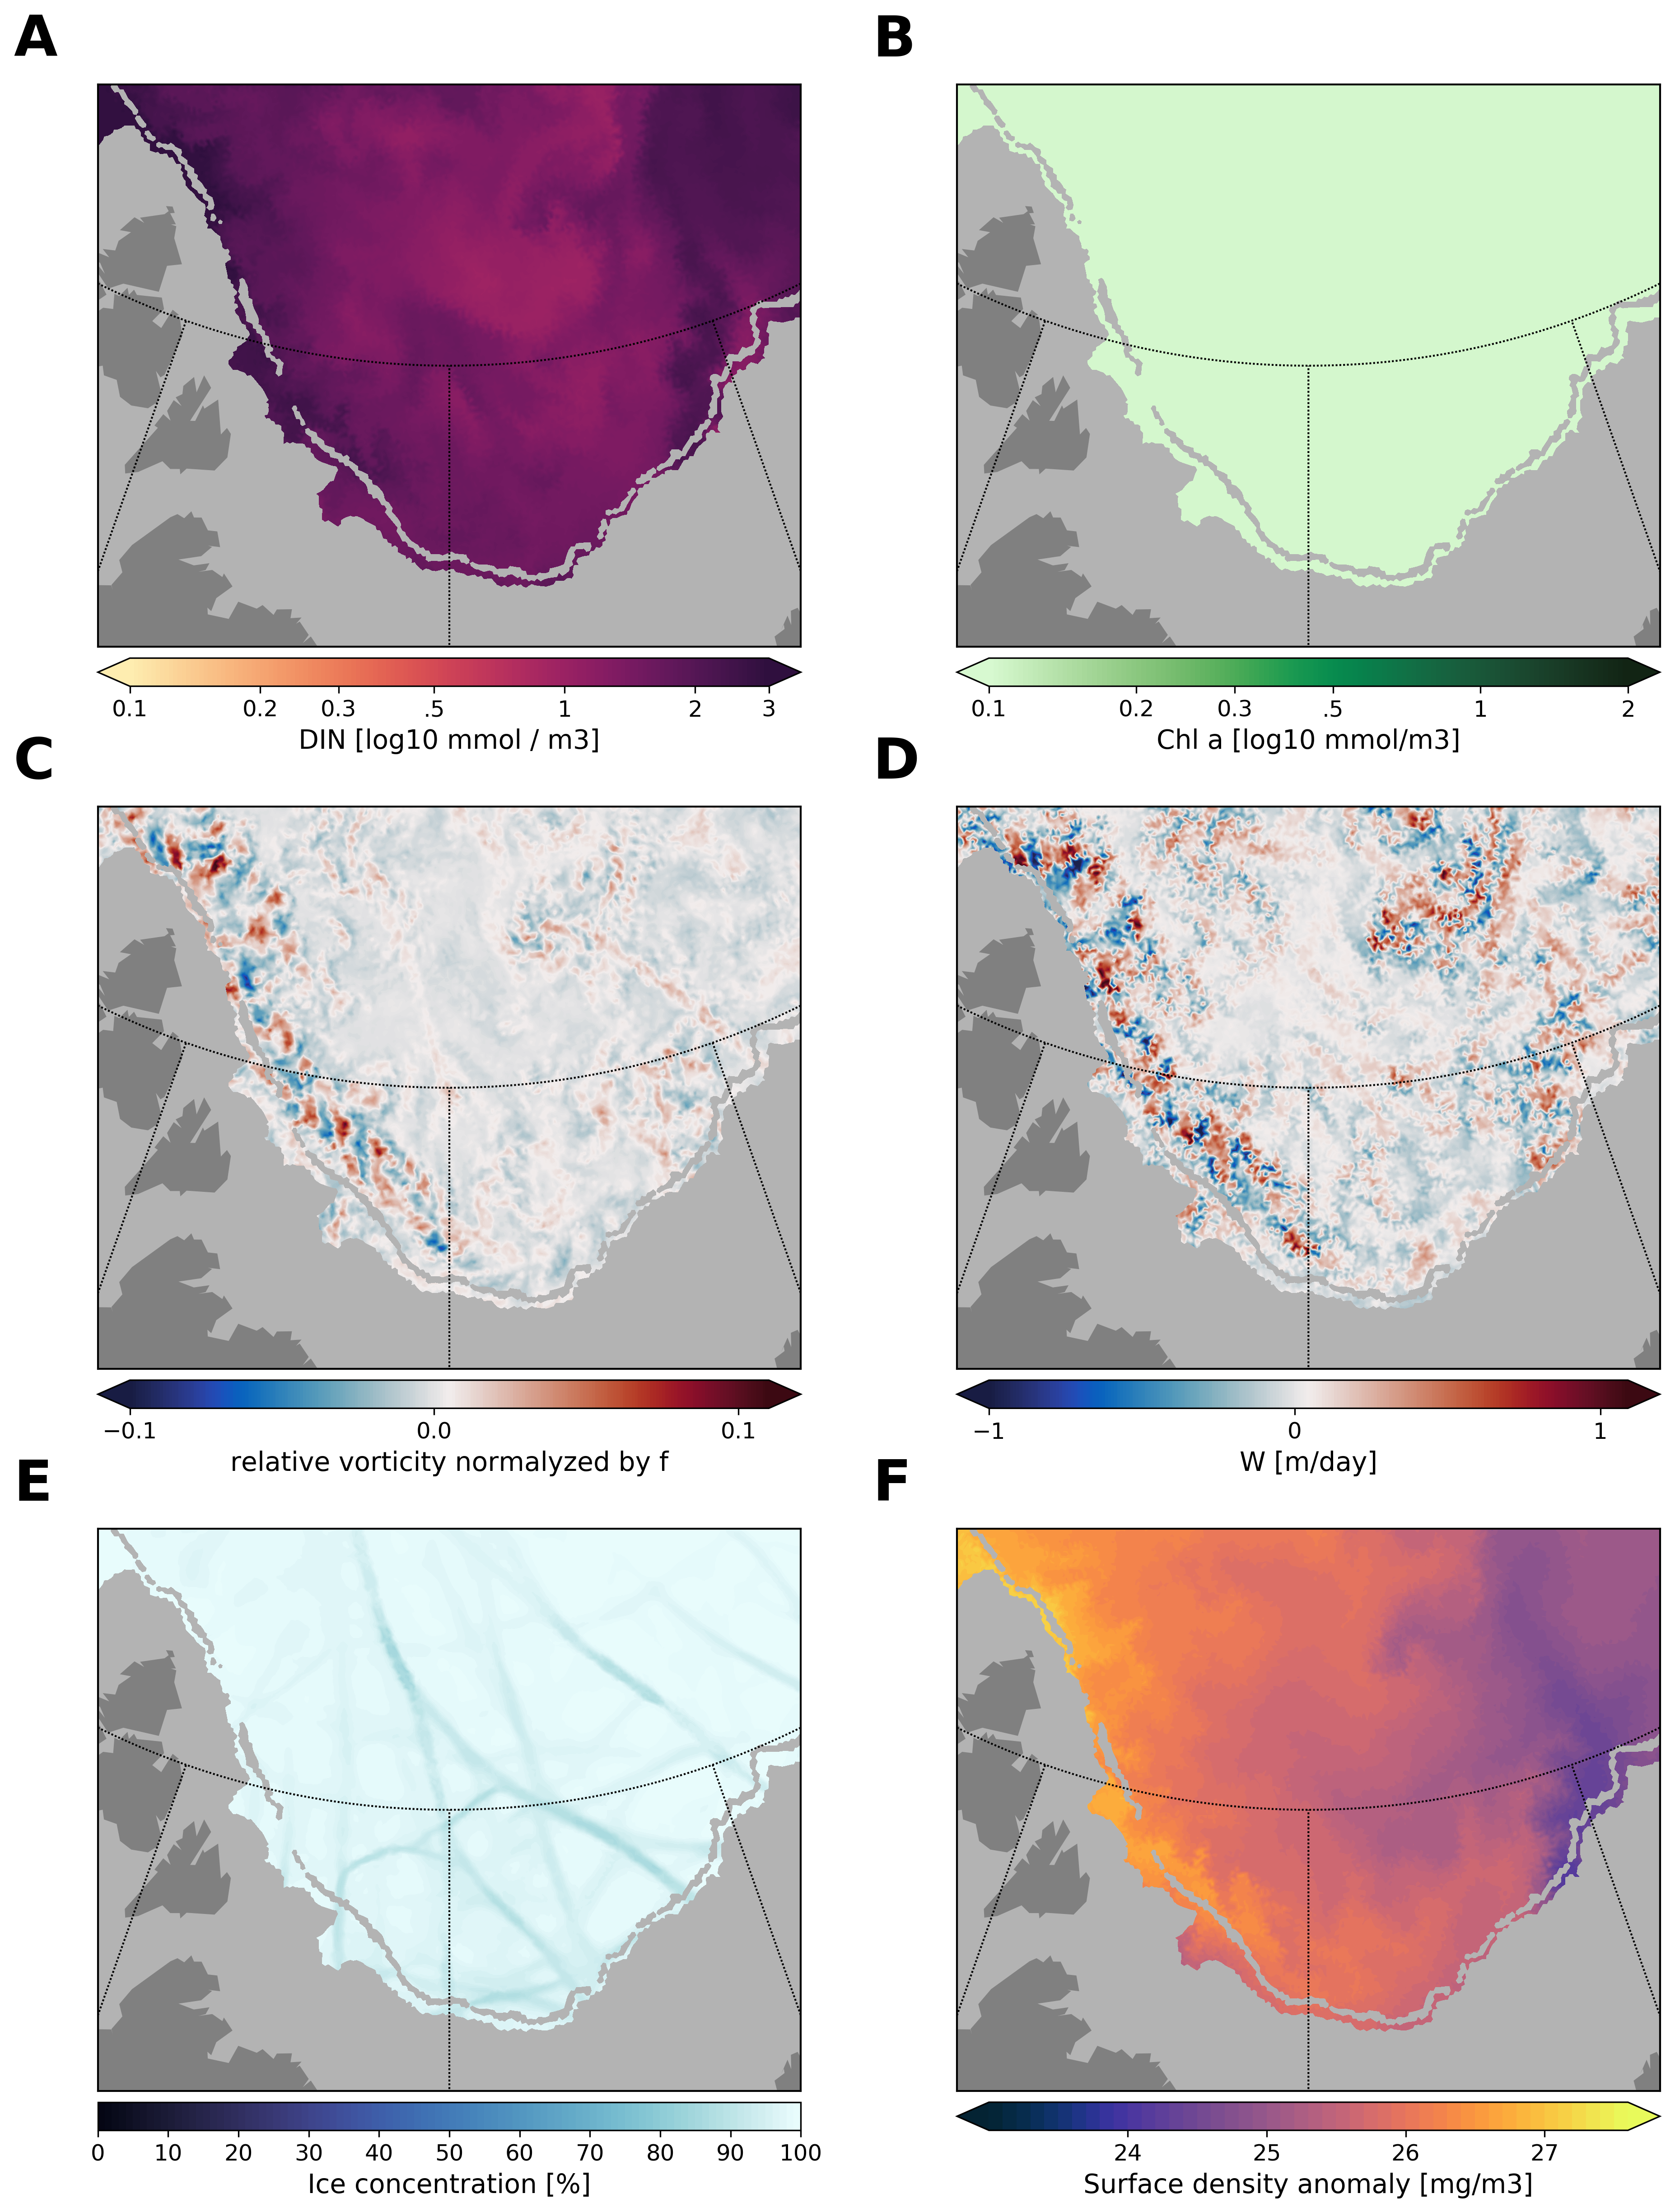 A
B
0.1 0.2 0.3 .5 1 2 3
DIN [log10 mmol / m3]
0.1 0.2 0.3 .5 1 2
Chl a [log10 mmol/m3]
C
D
−0.1 0.0 0.1
relative vorticity normalyzed by f
−1 0 1
W [m/day]
E
F
0 10 20 30 40 50 60 70 80 90 100
Ice concentration [%]
24 25 26 27
Surface density anomaly [mg/m3]